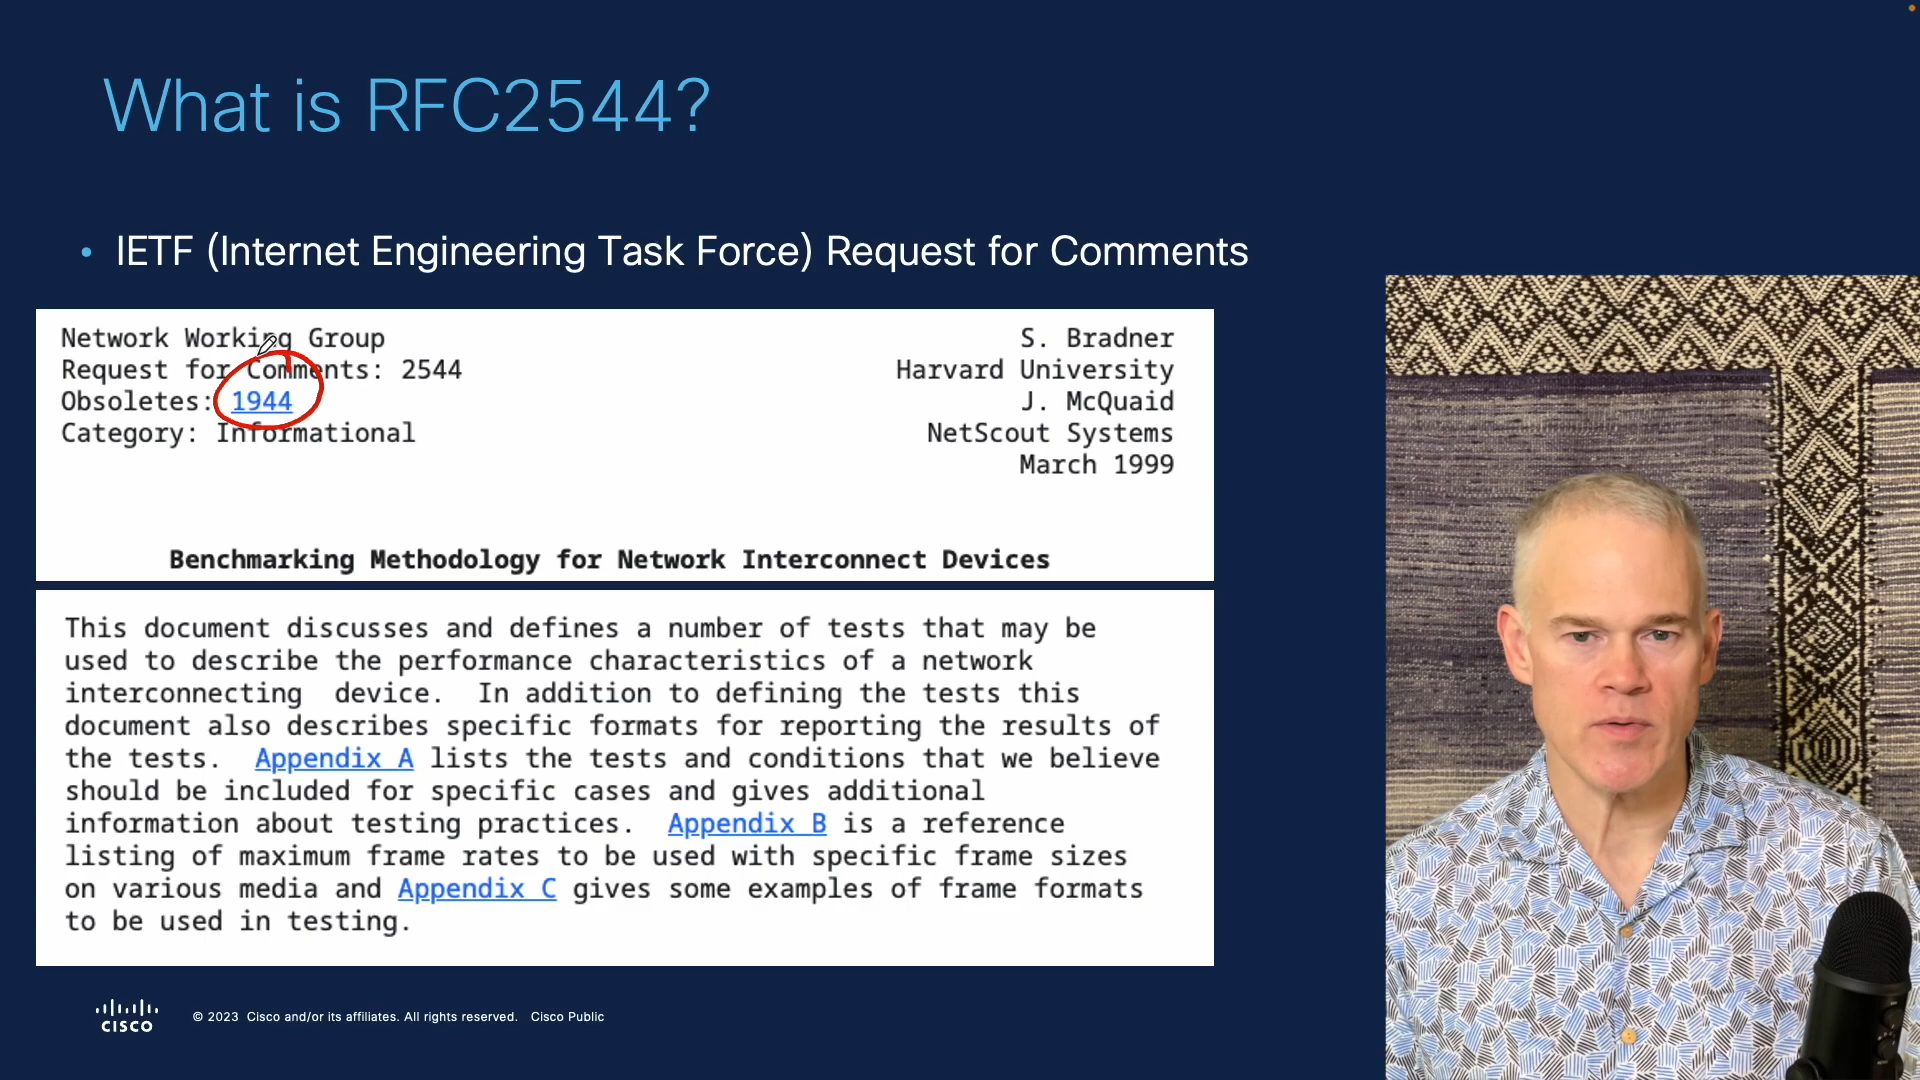 What is RFC2544?
• IETF (Internet Engineering Task Force) Request for Comments
Network Working Group
Request for Comments: 2544
Obsoletes: 1944
Category: Informational
S. Bradner
Harvard University
J. McQuaid
NetScout Systems
March 1999
Benchmarking Methodology for Network Interconnect Devices
This document discusses and defines a number of tests that may be
used to describe the performance characteristics of a network
interconnecting  device.  In addition to defining the tests this
document also describes specific formats for reporting the results of
the tests.  Appendix A lists the tests and conditions that we believe
should be included for specific cases and gives additional
information about testing practices.  Appendix B is a reference
listing of maximum frame rates to be used with specific frame sizes
on various media and Appendix C gives some examples of frame formats
to be used in testing.
CISCO
© 2023 Cisco and/or its affiliates. All rights reserved. Cisco Public